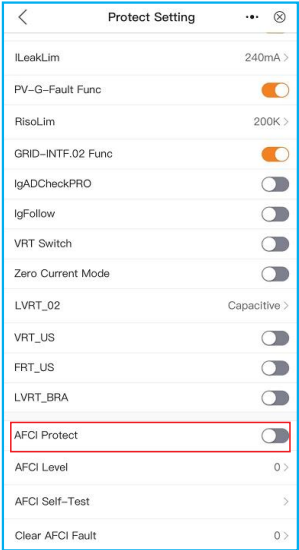 Protect Setting
ILeakLim 240mA
PV-G-Fault Func
RisoLim 200K
GRID-INTF.02 Func
IgADCheckPRO
IgFollow
VRT Switch
Zero Current Mode
LVRT_02 Capacitive
VRT_US
FRT_US
LVRT_BRA
AFCI Protect
AFCI Level 0
AFCI Self-Test
Clear AFCI Fault 0